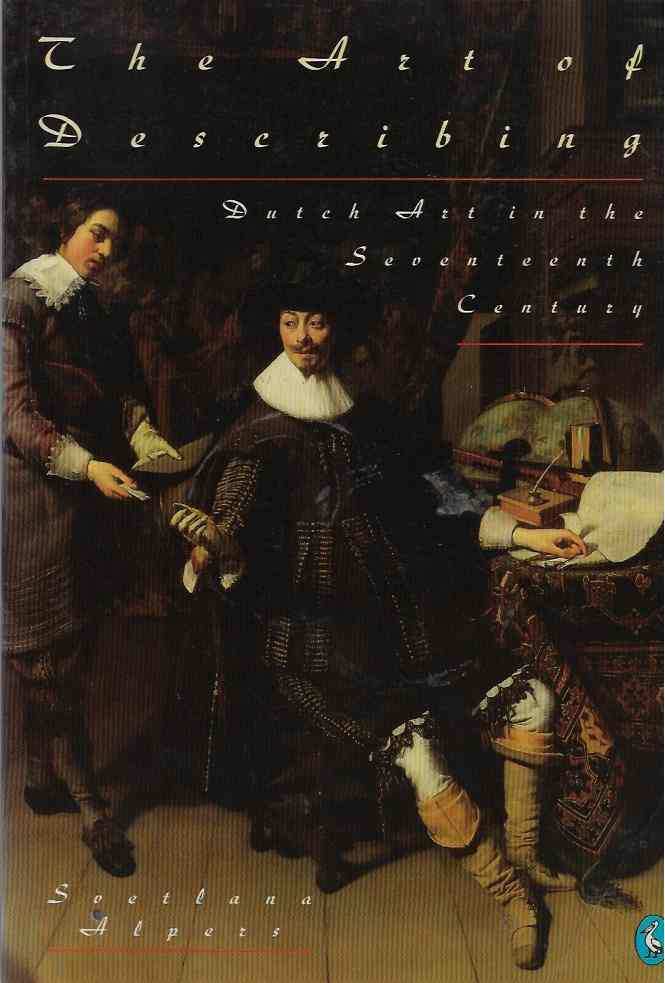 The Art of
Describing
Dutch Art in the
Seventeenth
Century
Svetlana
Alpers